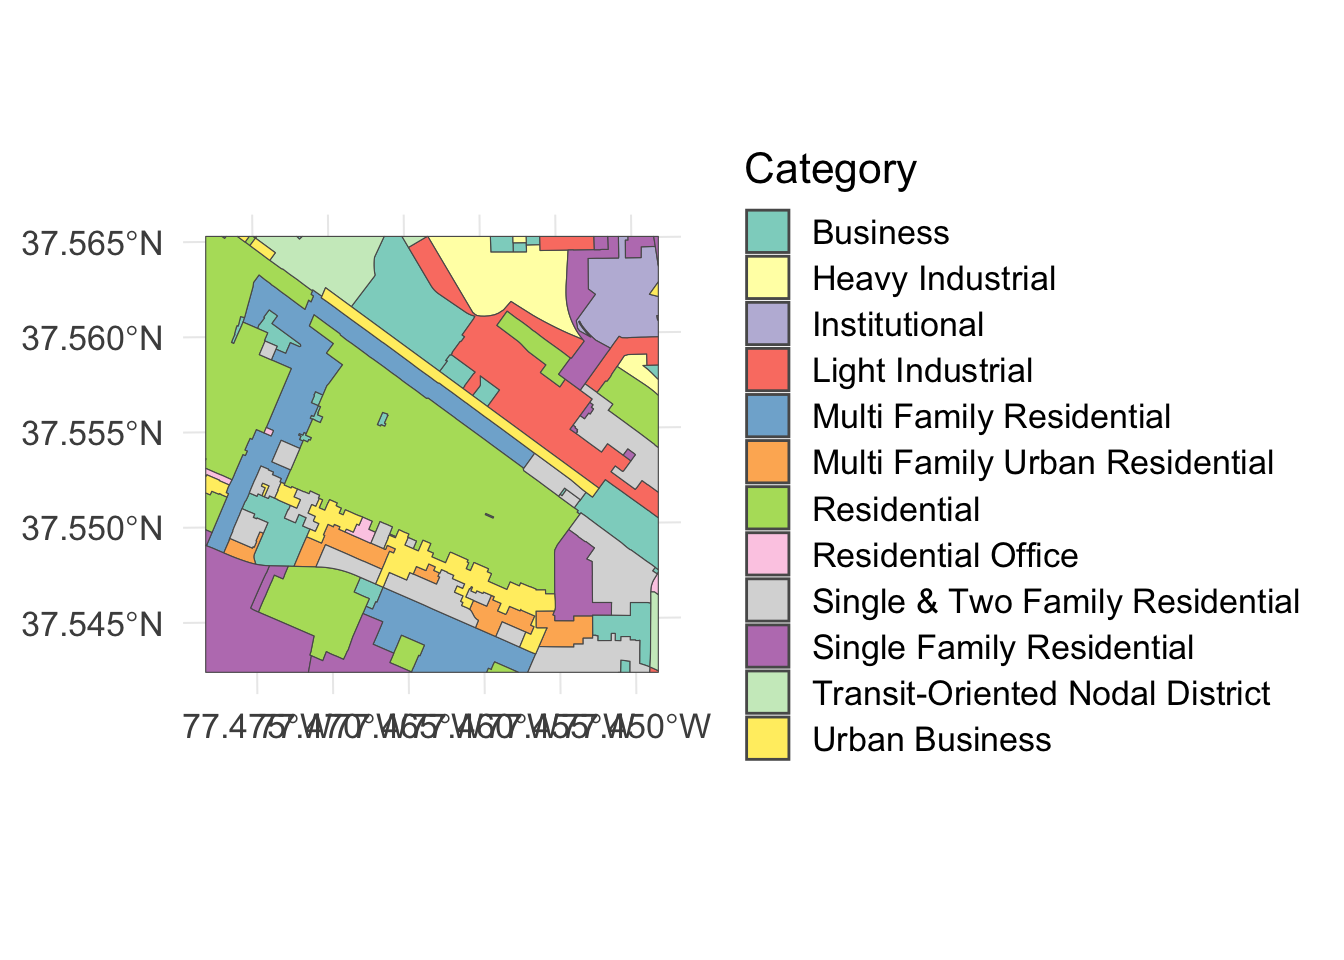 Category
Business
Heavy Industrial
Institutional
Light Industrial
Multi Family Residential
Multi Family Urban Residential
Residential
Residential Office
Single & Two Family Residential
Single Family Residential
Transit-Oriented Nodal District
Urban Business
37.565°N
37.560°N
37.555°N
37.550°N
37.545°N
77.475°W 77.470°W 77.465°W 77.460°W 77.455°W 77.450°W